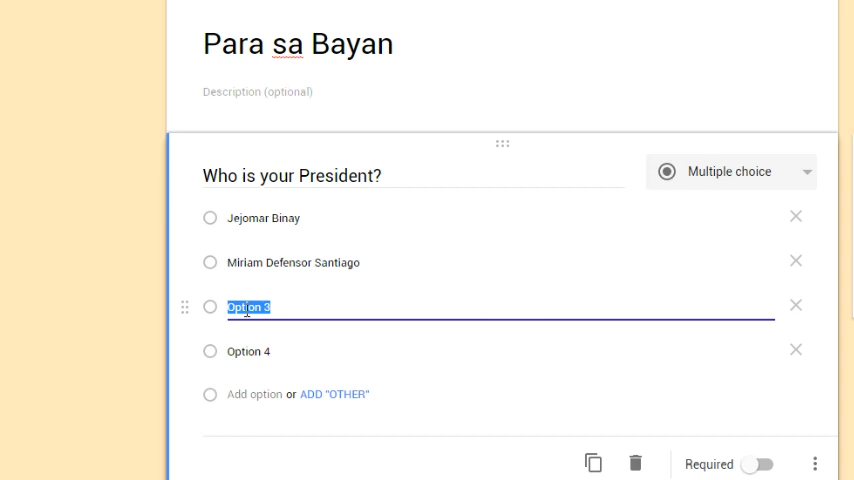 Para sa Bayan
Description (optional)
Who is your President?
Multiple choice
Jejomar Binay
Miriam Defensor Santiago
Option 3
Option 4
Add option or ADD "OTHER"
Required